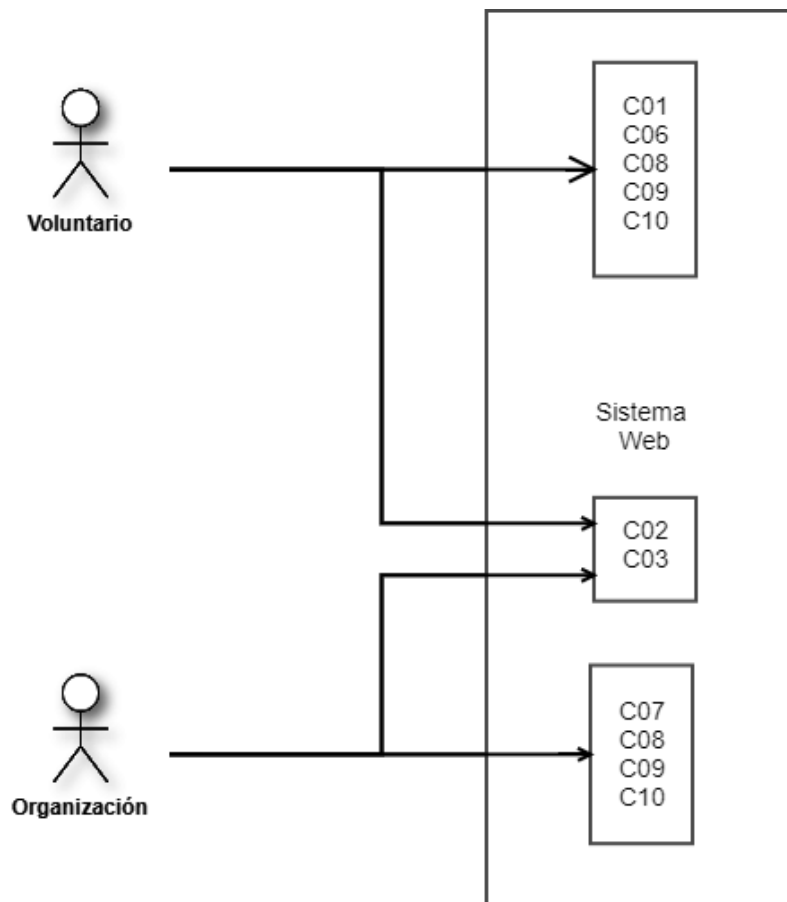 Voluntario
C01
C06
C08
C09
C10
Sistema
Web
C02
C03
Organización
C07
C08
C09
C10